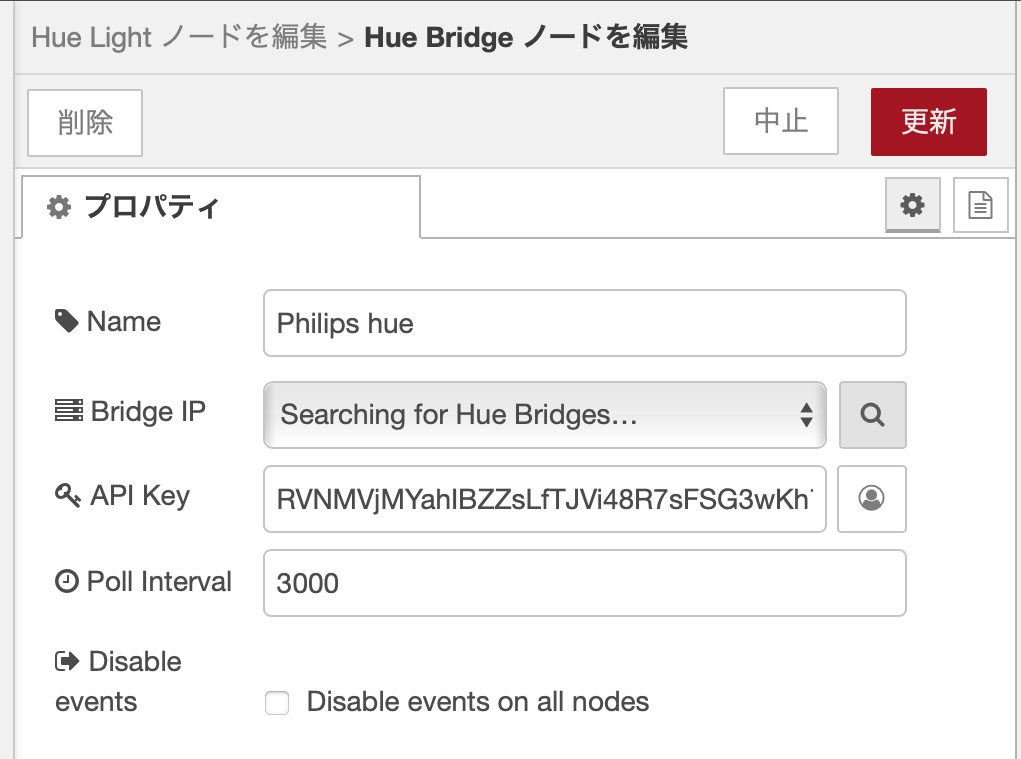 Hue Light ノードを編集 > Hue Bridge ノードを編集
削除
中止
更新
プロパティ
Name
Philips hue
Bridge IP
Searching for Hue Bridges...
API Key
RVNMVjMYahIBZZsLfTJVi48R7sFSG3wKh
Poll Interval
3000
Disable events
Disable events on all nodes